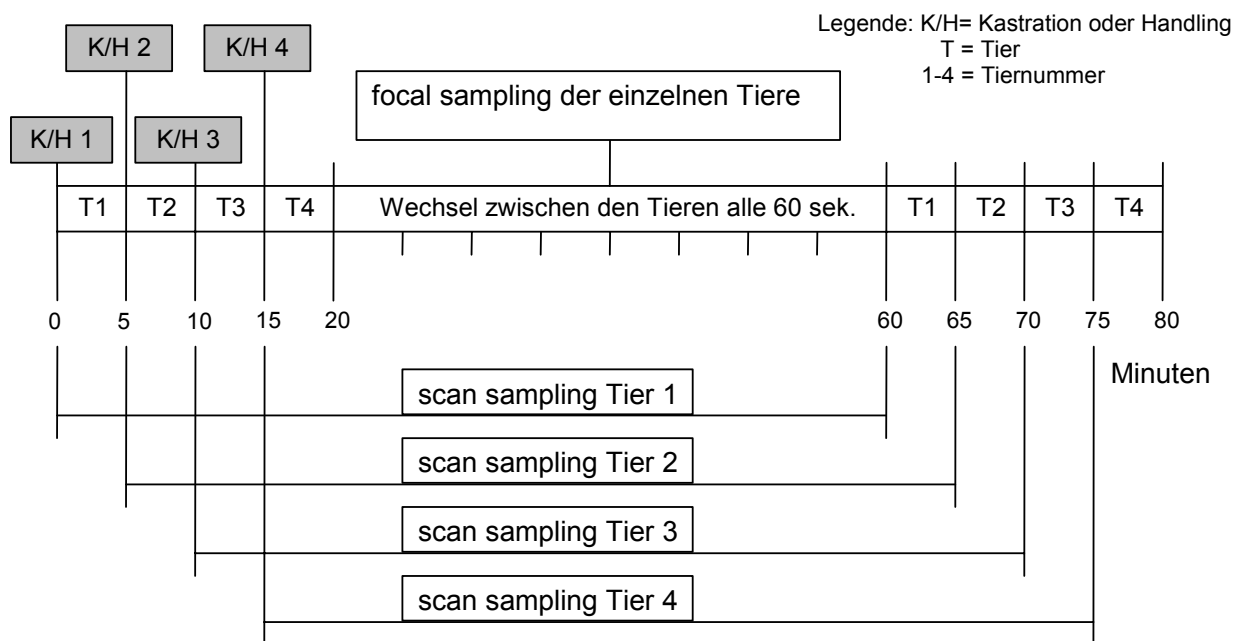 Legende: K/H= Kastration oder Handling
T = Tier
1-4 = Tiernummer
K/H 2
K/H 4
focal sampling der einzelnen Tiere
K/H 1
K/H 3
T1 T2 T3 T4 Wechsel zwischen den Tieren alle 60 sek. T1 T2 T3 T4
0 5 10 15 20 60 65 70 75 80
Minuten
scan sampling Tier 1
scan sampling Tier 2
scan sampling Tier 3
scan sampling Tier 4